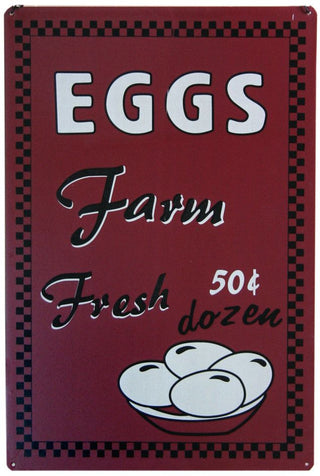 EGGS
Farm
Fresh 50¢
dozen